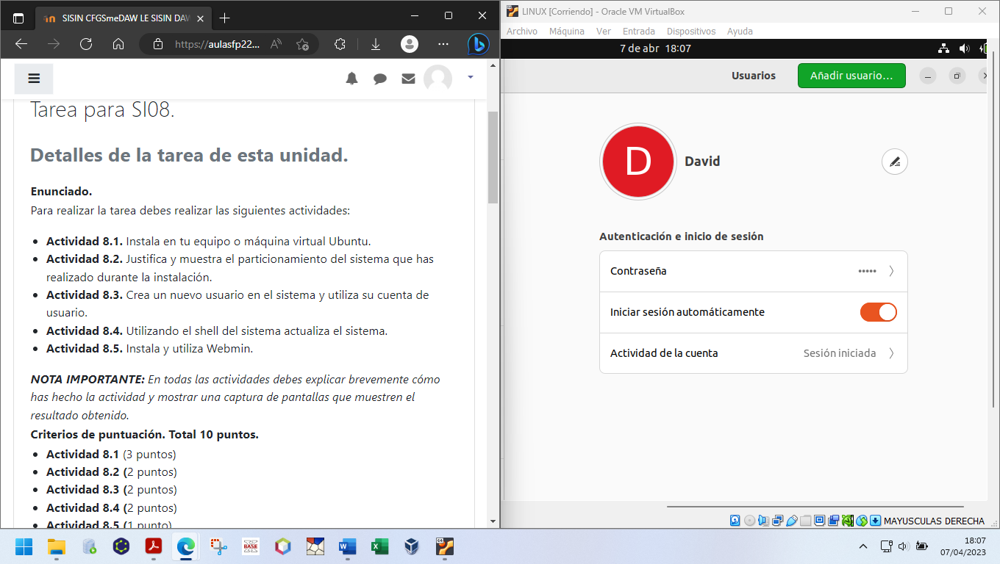 SISIN CFGSmeDAW LE SISIN DAW
https://aulasfp22...
Tarea para SI08.
Detalles de la tarea de esta unidad.
Enunciado.
Para realizar la tarea debes realizar las siguientes actividades:
Actividad 8.1. Instala en tu equipo o máquina virtual Ubuntu.
Actividad 8.2. Justifica y muestra el particionamiento del sistema que has
realizado durante la instalación.
Actividad 8.3. Crea un nuevo usuario en el sistema y utiliza su cuenta de
usuario.
Actividad 8.4. Utilizando el shell del sistema actualiza el sistema.
Actividad 8.5. Instala y utiliza Webmin.
NOTA IMPORTANTE: En todas las actividades debes explicar brevemente cómo
has hecho la actividad y mostrar una captura de pantallas que muestren el
resultado obtenido.
Criterios de puntuación. Total 10 puntos.
Actividad 8.1 (3 puntos)
Actividad 8.2 (2 puntos)
Actividad 8.3 (2 puntos)
Actividad 8.4 (2 puntos)
Actividad 8.5 (1 punto)
LINUX [Corriendo] - Oracle VM VirtualBox
Archivo Máquina Ver Entrada Dispositivos Ayuda
7 de abr 18:07
Usuarios
Añadir usuario...
D
David
Autenticación e inicio de sesión
Contraseña •••••
Iniciar sesión automáticamente
Actividad de la cuenta Sesión iniciada
MAYUSCULAS DERECHA
BASE
18:07
07/04/2023